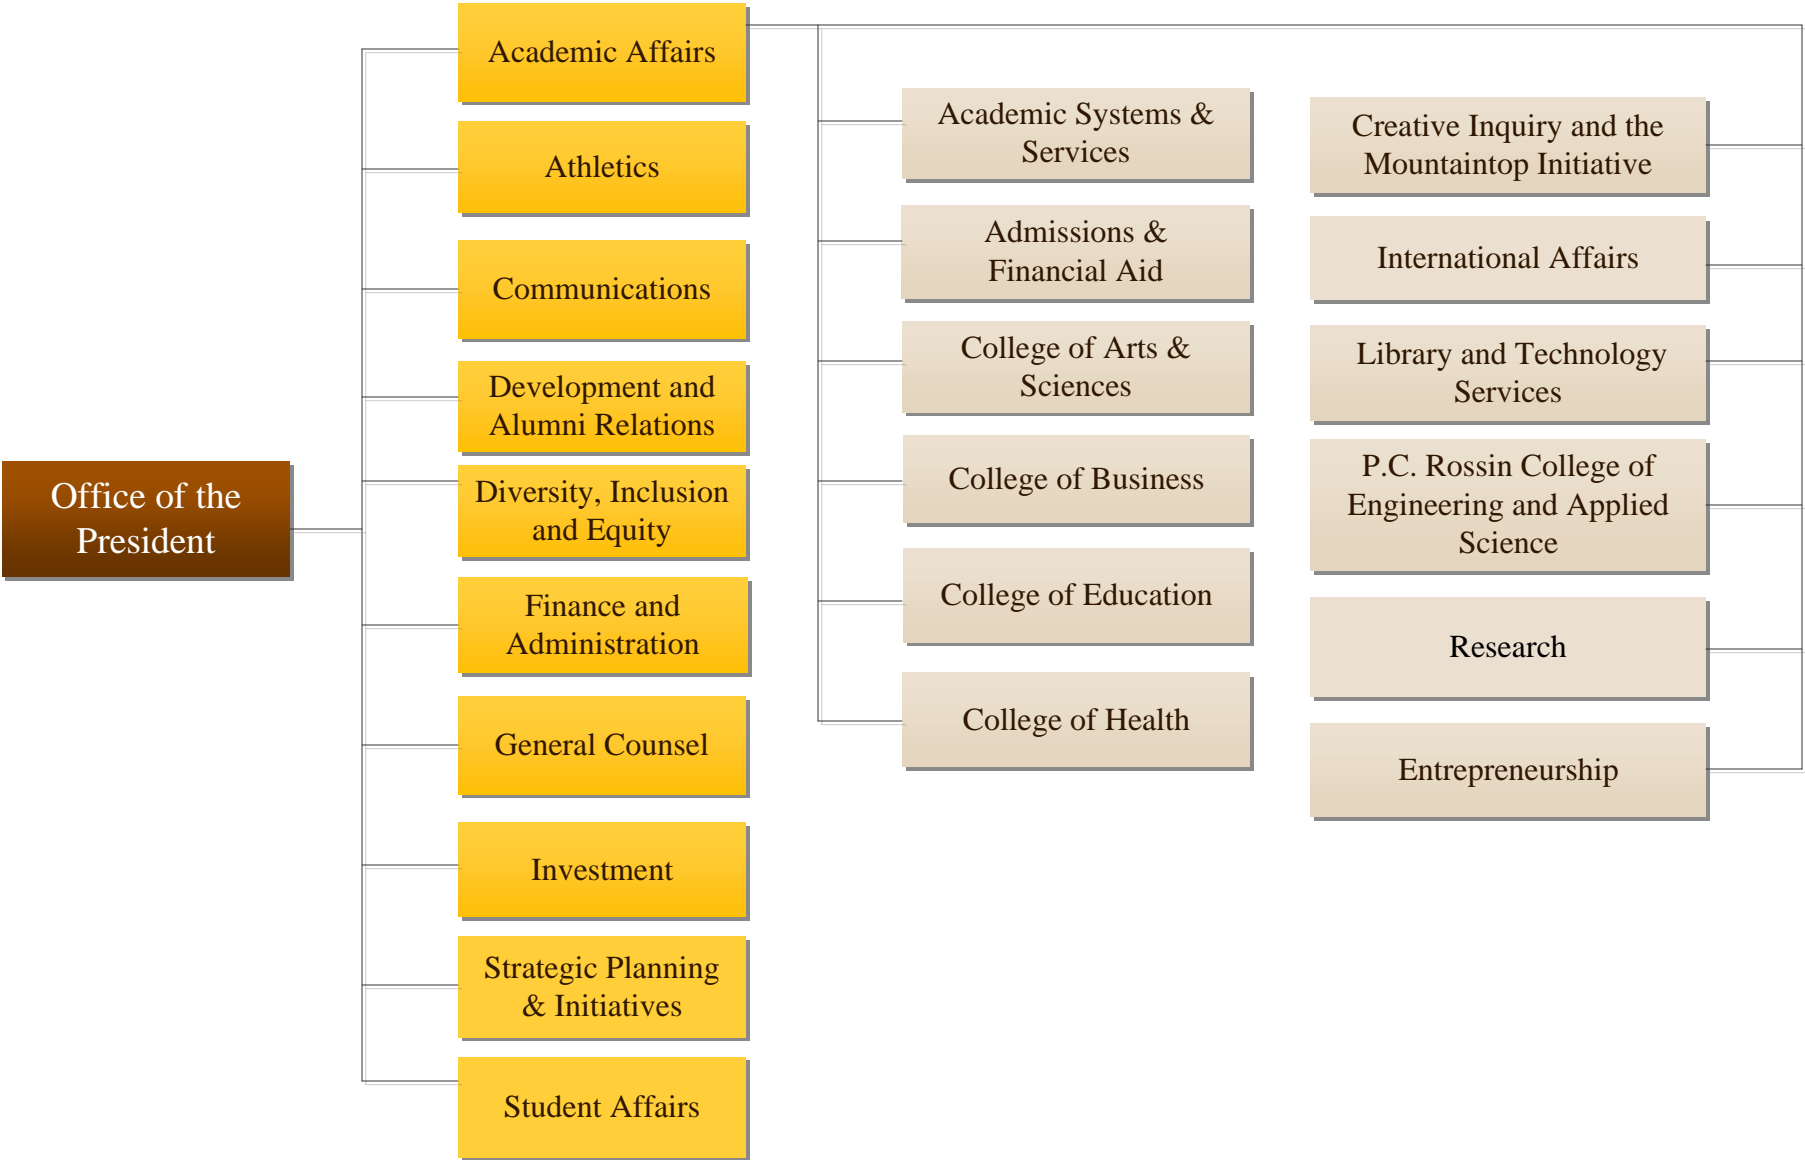 Office of the
President
Academic Affairs
Athletics
Communications
Development and
Alumni Relations
Diversity, Inclusion
and Equity
Finance and
Administration
General Counsel
Investment
Strategic Planning
& Initiatives
Student Affairs
Academic Systems &
Services
Admissions &
Financial Aid
College of Arts &
Sciences
College of Business
College of Education
College of Health
Creative Inquiry and the
Mountaintop Initiative
International Affairs
Library and Technology
Services
P.C. Rossin College of
Engineering and Applied
Science
Research
Entrepreneurship